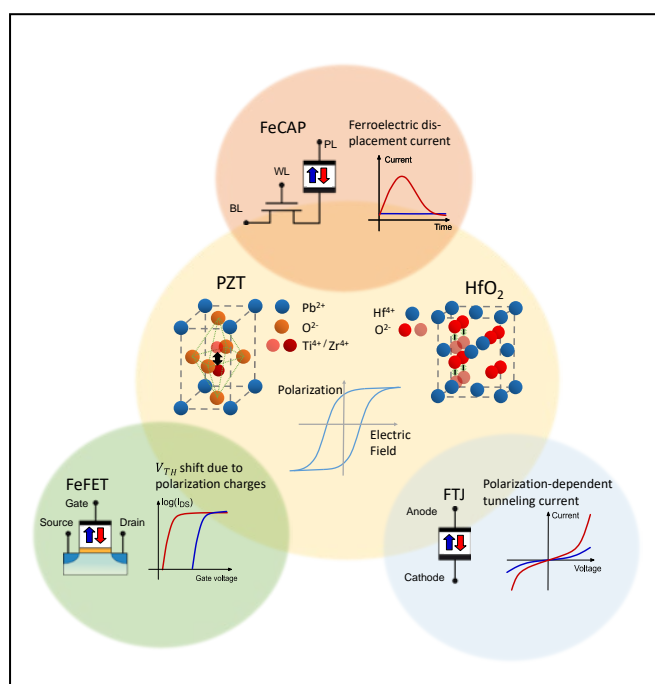 FeCAP
Ferroelectric dis-
placement current
PL
WL
BL
Current
Time
PZT
Pb2+
O2-
Ti4+/Zr4+
HfO2
Hf4+
O2-
Polarization
Electric
Field
FeFET
Gate
Source
Drain
VTH shift due to
polarization charges
log(IDS)
Gate voltage
FTJ
Anode
Cathode
Polarization-dependent
tunneling current
Current
Voltage